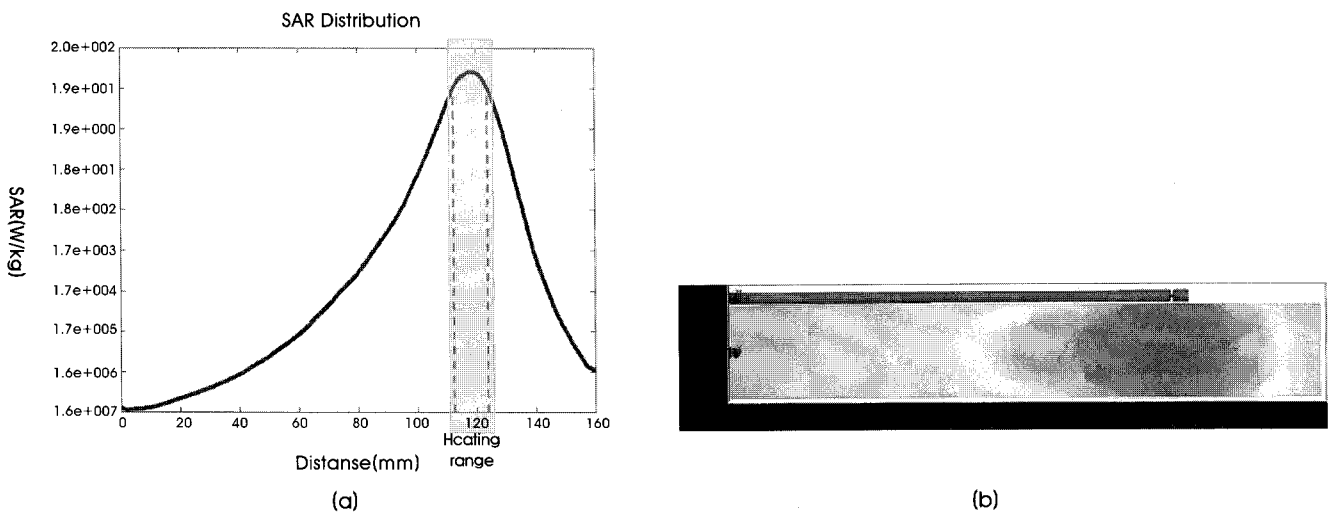 SAR Distribution
2.0e+002
1.9e+001
1.9e+000
1.8e+001
1.8e+002
1.7e+003
1.7e+004
1.7e+005
1.6e+006
1.6e+007
SAR(W/kg)
0 20 40 60 80 100 120 140 160
Hcating
range
Distanse(mm)
(a)
(b)